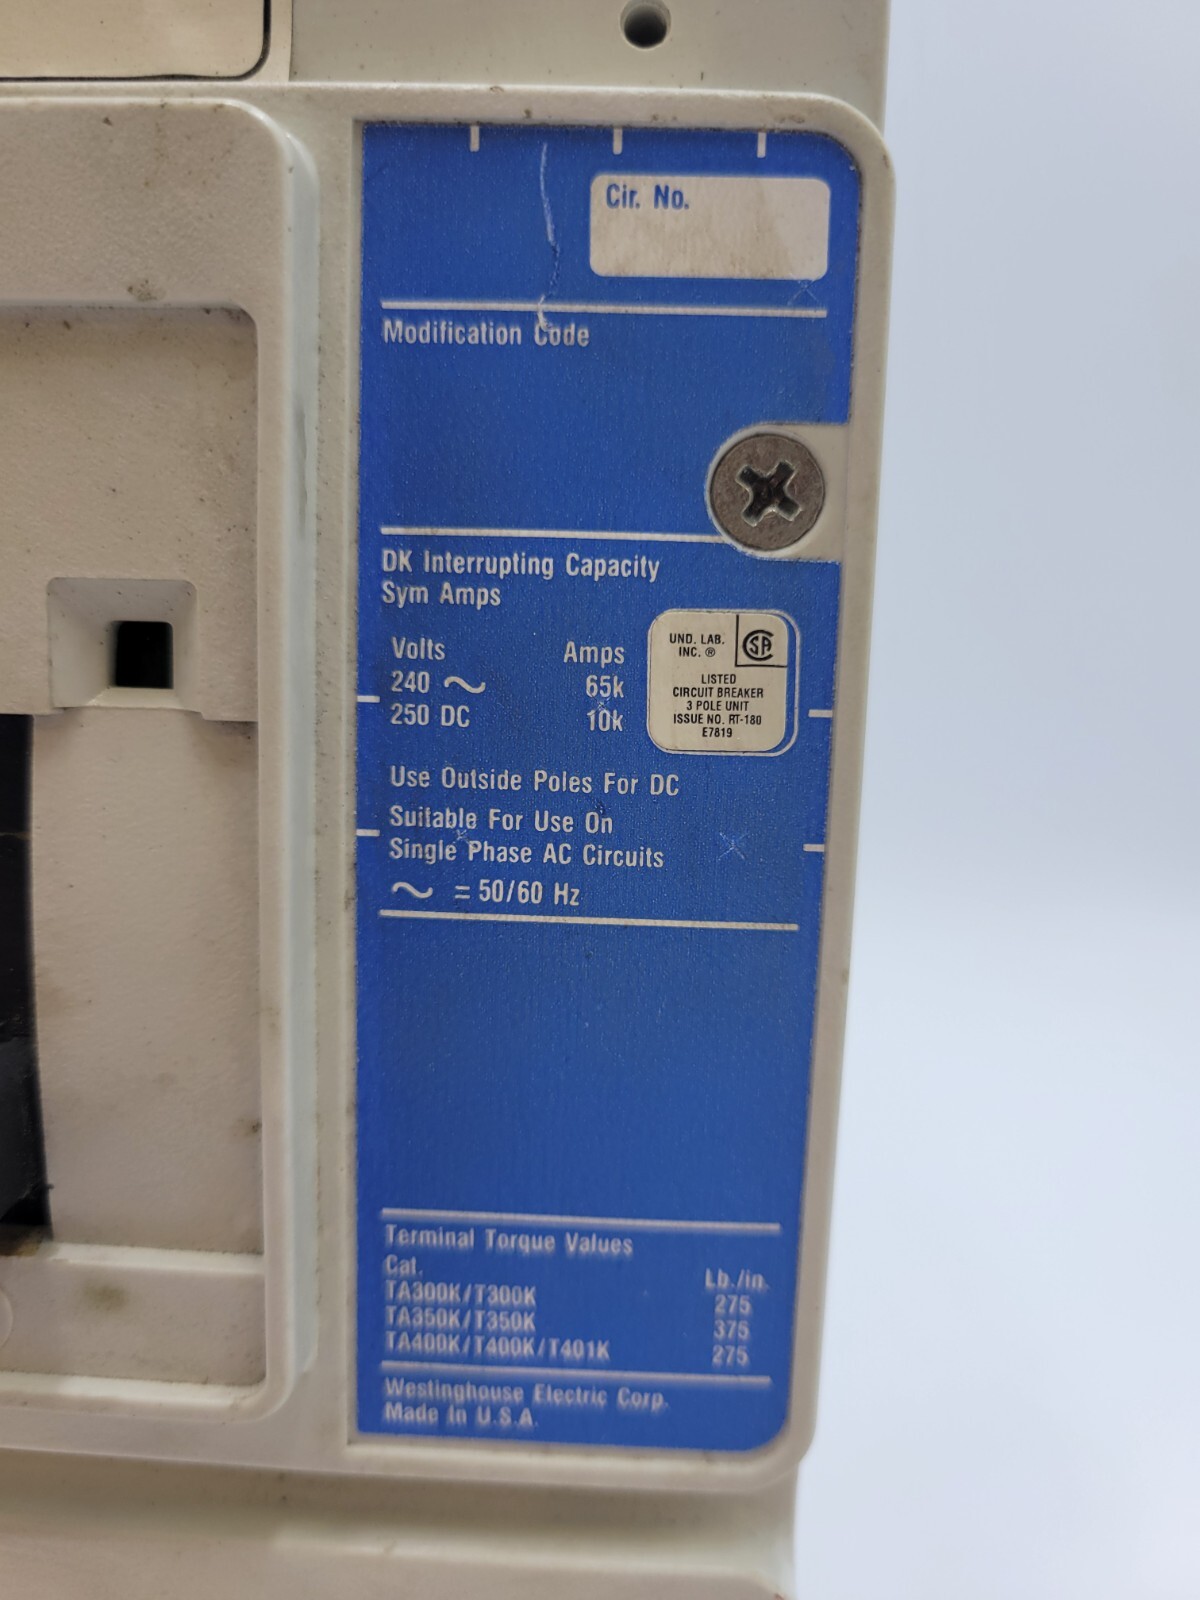 Cir. No.
Modification Code
DK Interrupting Capacity
Sym Amps
Volts Amps
240 ~ 65k
250 DC 10k
UND. LAB.
INC. ®
SA
LISTED
CIRCUIT BREAKER
3 POLE UNIT
ISSUE NO. RT-180
E7819
Use Outside Poles For DC
Suitable For Use On
Single Phase AC Circuits
~ = 50/60 Hz
Terminal Torque Values
Cat. Lb./in.
TA300K/T300K 275
TA350K/T350K 375
TA400K/T400K/T401K 275
Westinghouse Electric Corp.
Made In U.S.A.